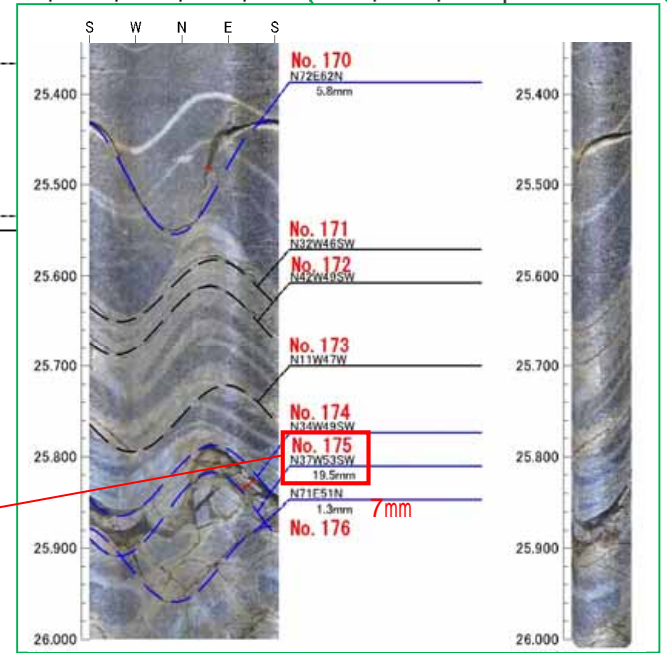 S W N E S
No. 170
N72E62N
5.8mm
25.400 25.400
25.500 25.500
No. 171
N32W46SW
No. 172
N42W49SW
25.600 25.600
No. 173
N11W47W
25.700 25.700
No. 174
N34W49SW
No. 175
N37W53SW
19.5mm
25.800 25.800
N71E51N
1.3mm 7mm
No. 176
25.900 25.900
26.000 26.000